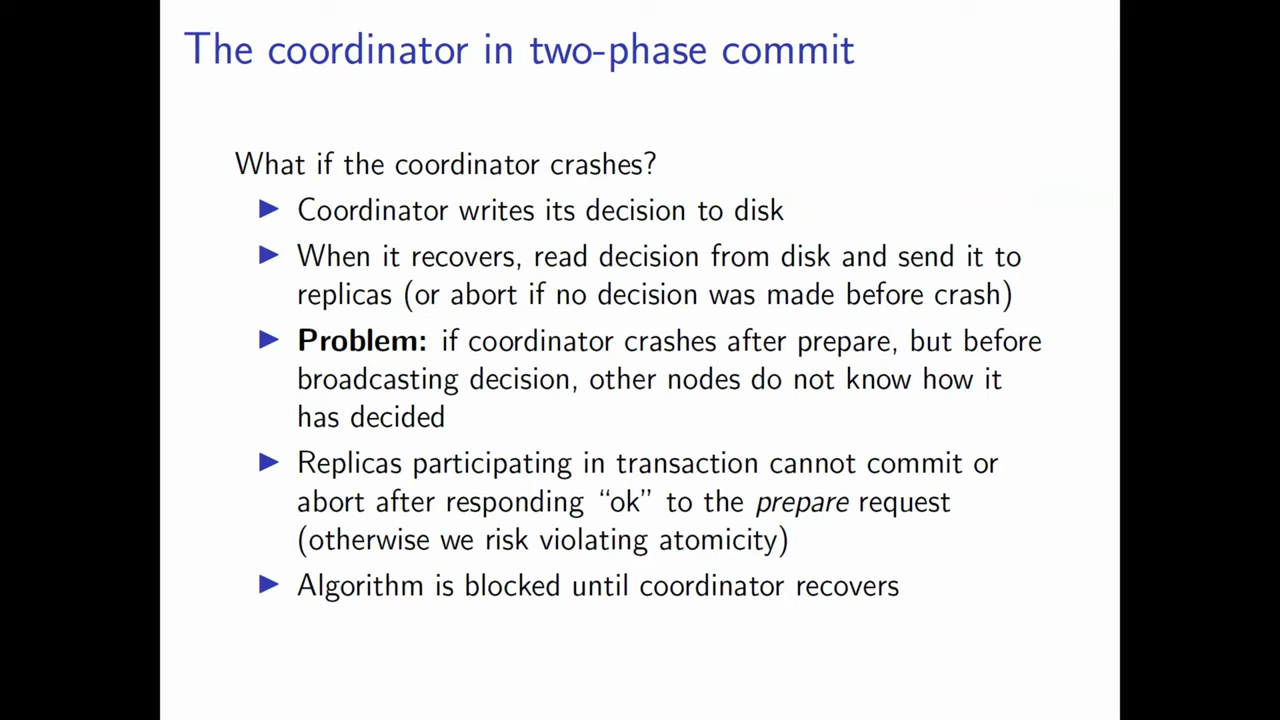 The coordinator in two-phase commit
What if the coordinator crashes?
▶ Coordinator writes its decision to disk
▶ When it recovers, read decision from disk and send it to
replicas (or abort if no decision was made before crash)
▶ Problem: if coordinator crashes after prepare, but before
broadcasting decision, other nodes do not know how it
has decided
▶ Replicas participating in transaction cannot commit or
abort after responding “ok” to the prepare request
(otherwise we risk violating atomicity)
▶ Algorithm is blocked until coordinator recovers